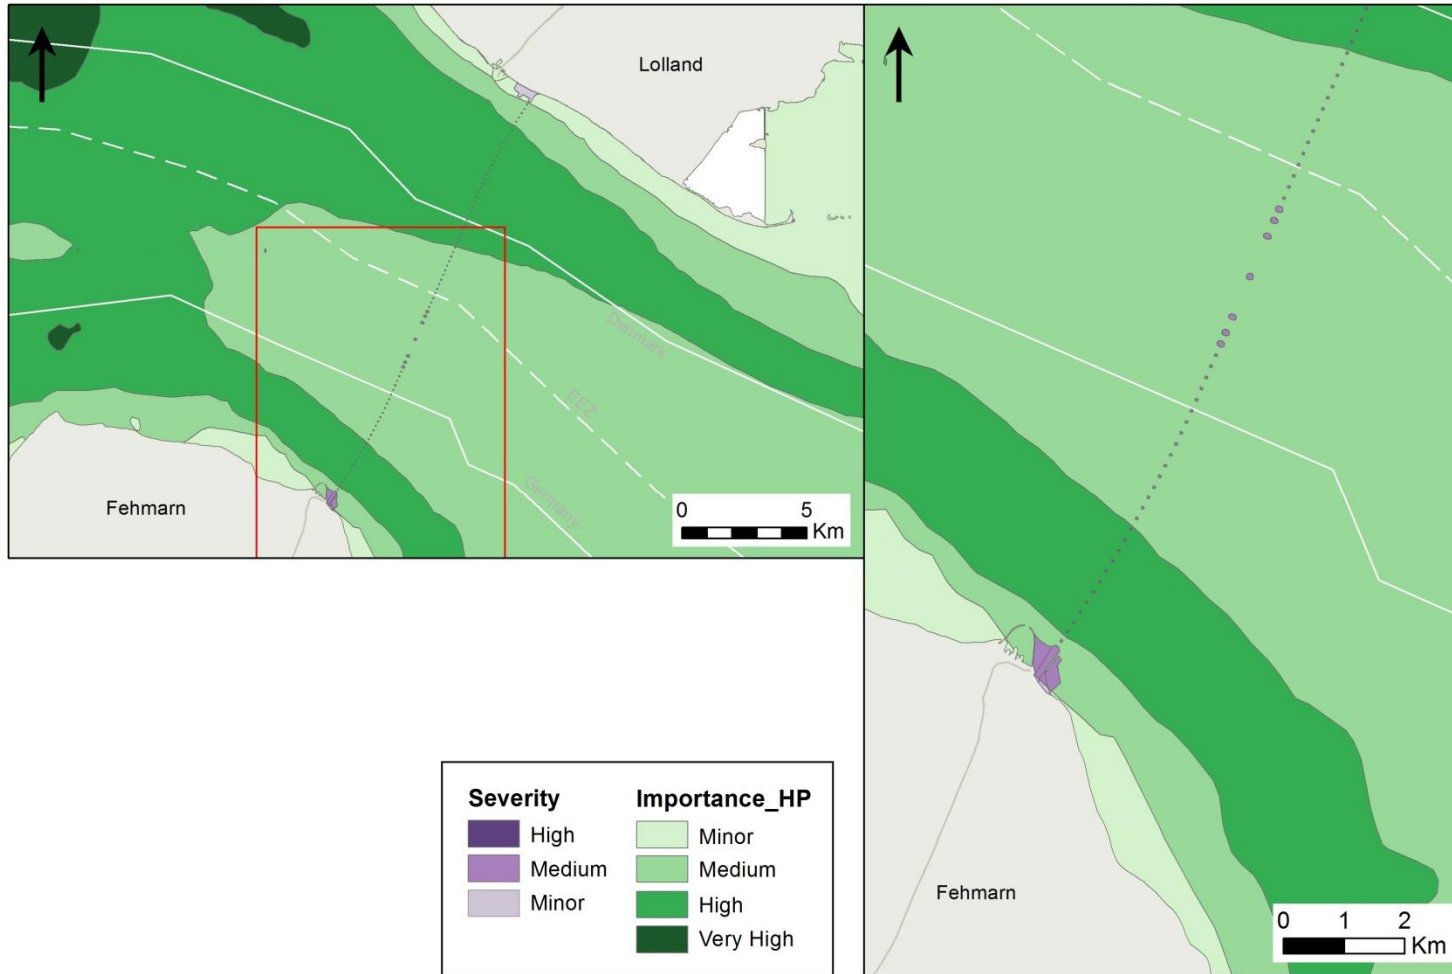 Lolland
Denmark
EEZ
Germany
Fehmarn
0 5
Km
Fehmarn
0 1 2
Km
Severity
High
Medium
Minor
Importance_HP
Minor
Medium
High
Very High